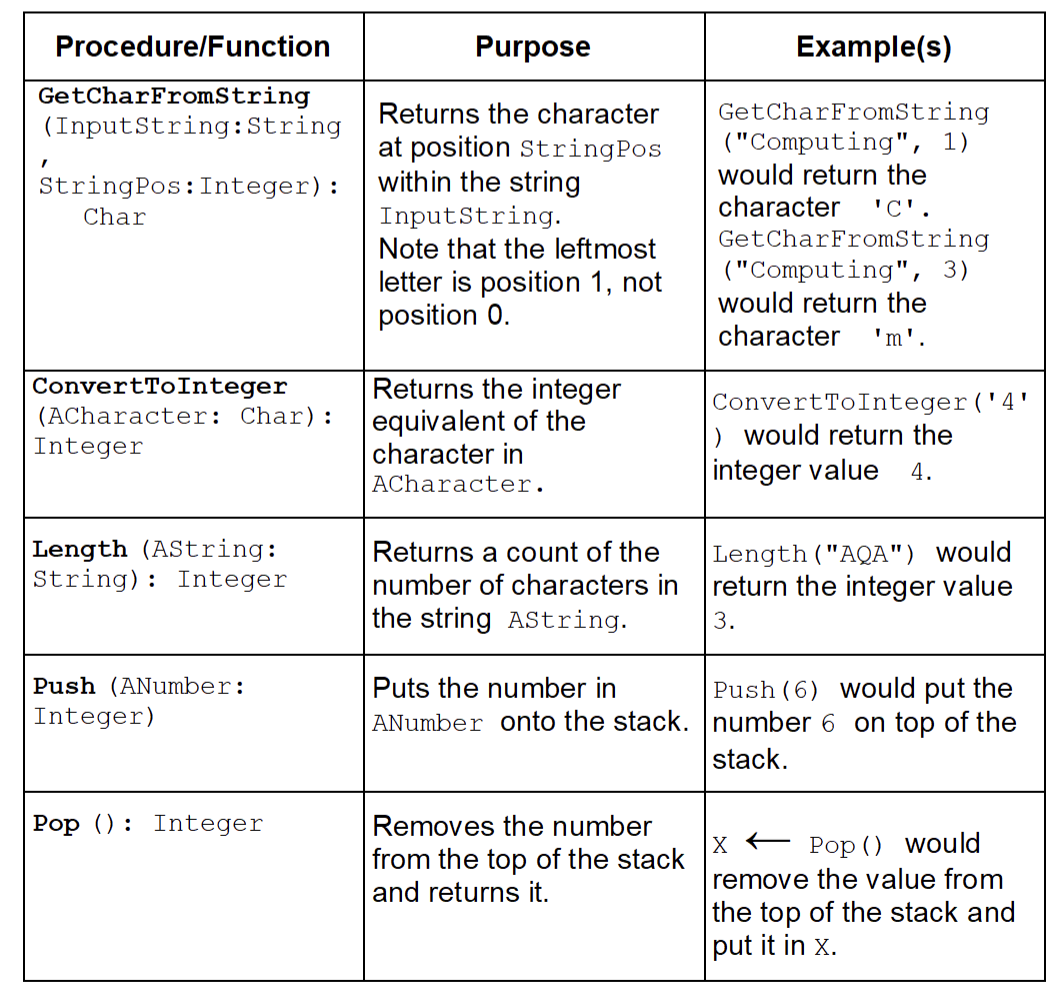 Procedure/Function
Purpose
Example(s)
GetCharFromString
(InputString:String
,
StringPos:Integer):
Char
Returns the character
at position StringPos
within the string
InputString.
Note that the leftmost
letter is position 1, not
position 0.
GetCharFromString
("Computing", 1)
would return the
character 'C'.
GetCharFromString
("Computing", 3)
would return the
character 'm'.
ConvertToInteger
(ACharacter: Char):
Integer
Returns the integer
equivalent of the
character in
ACharacter.
ConvertToInteger('4'
) would return the
integer value 4.
Length (AString:
String): Integer
Returns a count of the
number of characters in
the string AString.
Length("AQA") would
return the integer value
3.
Push (ANumber:
Integer)
Puts the number in
ANumber onto the stack.
Push(6) would put the
number 6 on top of the
stack.
Pop (): Integer
Removes the number
from the top of the stack
and returns it.
X ← Pop() would
remove the value from
the top of the stack and
put it in X.